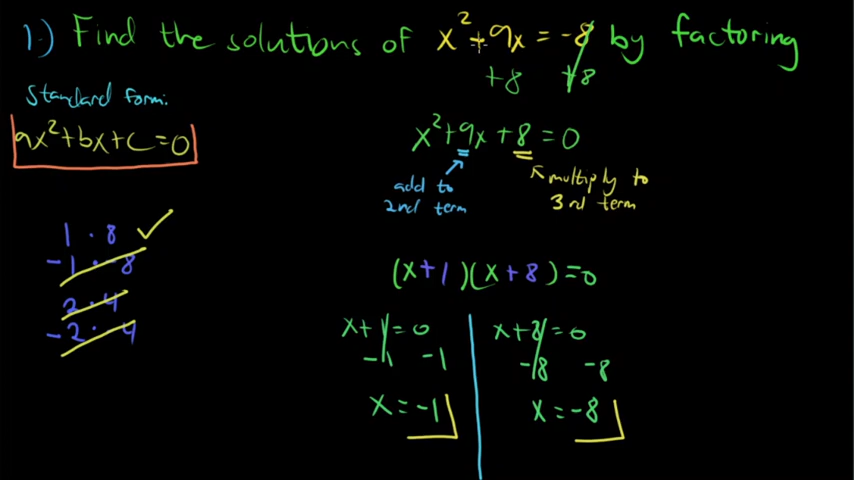 1.) Find the solutions of x²+9x = -8 by factoring
+8 +8
Standard form:
ax²+bx+c=0
x²+9x+8=0
add to
2nd term
multiply to
3rd term
1 · 8
-1 · -8
2 · 4
-2 · -4
(x+1)(x+8)=0
x+1=0
-1 -1
x=-1
x+8=0
-8 -8
x=-8